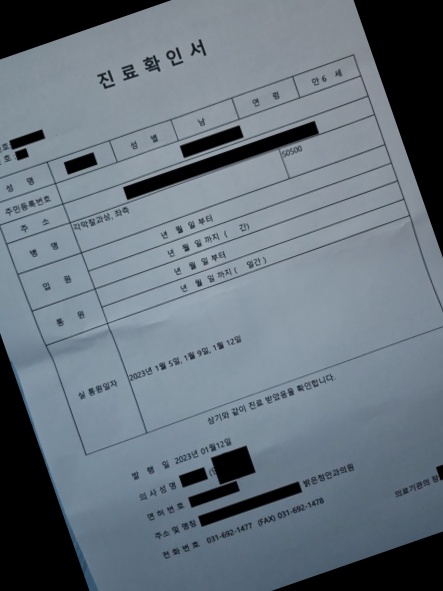 진료확인서
호:
호:
성 명 성 별 남 연 령 만 6 세
주민등록번호
주 소
병 명 각막찰과상, 좌측 S0500
입 원 년 월 일 부터
년 월 일 까지 ( 간)
통 원 년 월 일 부터
년 월 일 까지 ( 일간 )
실 통원일자 2023년 1월 5일, 1월 9일, 1월 12일
상기와 같이 진료 받았음을 확인합니다.
발 행 일 2023년 01월12일
의 사 성 명
면 허 번 호
주소 및 명칭 밝은청안과의원
전 화 번 호 031-692-1477 (FAX) 031-692-1478
의료기관의